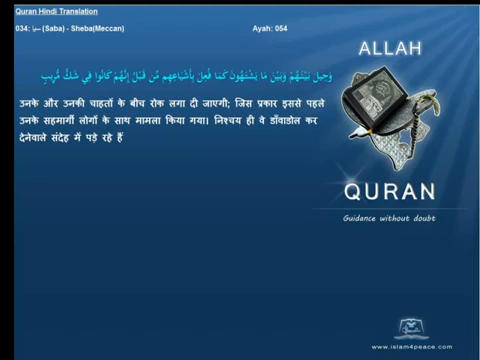 Quran Hindi Translation
034: سبإ (Saba) - Sheba(Meccan) Ayah: 054
ALLAH
وَحِيلَ بَيْنَهُمْ وَبَيْنَ مَا يَشْتَهُونَ كَمَا فُعِلَ بِأَشْيَاعِهِم مِّن قَبْلُ إِنَّهُمْ كَانُوا فِي شَكٍّ مُّرِيبٍ
उनके और उनकी चाहतों के बीच रोक लगा दी जाएगी; जिस प्रकार इससे पहले
उनके सहमार्गी लोगों के साथ मामला किया गया। निश्चय ही वे डाँवाडोल कर
देनेवाले संदेह में पड़े रहे हैं
QURAN
Guidance without doubt
www.islam4peace.com